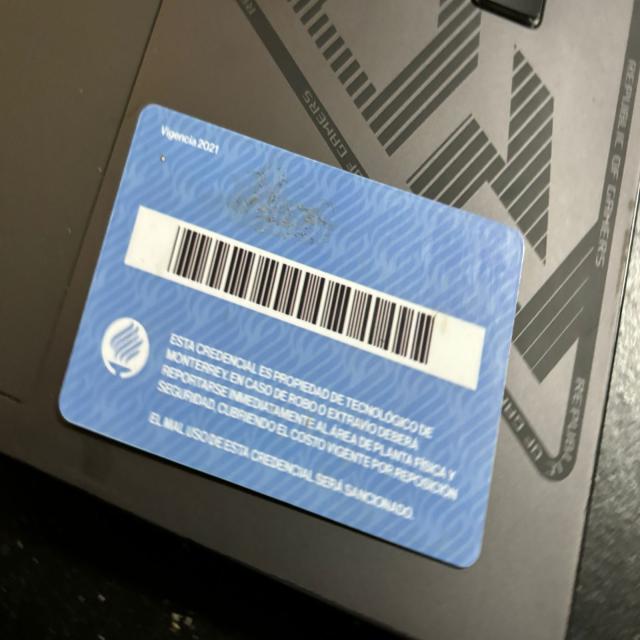 Vigencia 2021
ESTA CREDENCIAL ES PROPIEDAD DE TECNOLÓGICO DE
MONTERREY, EN CASO DE ROBO O EXTRAVÍO DEBERÁ
REPORTARSE INMEDIATAMENTE AL ÁREA DE PLANTA FÍSICA Y
SEGURIDAD, CUBRIENDO EL COSTO VIGENTE POR REPOSICIÓN
EL MAL USO DE ESTA CREDENCIAL SERÁ SANCIONADO.
OF GAMERS
REPUBLIC OF GAMERS